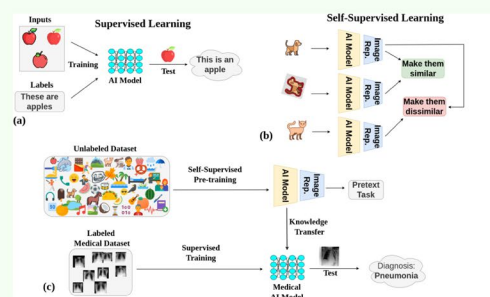 Supervised Learning
Inputs
Training
AI Model
Test
This is an
apple
Labels
These are
apples
(a)
Self-Supervised Learning
AI Model
Image
Rep.
AI Model
Image
Rep.
AI Model
Image
Rep.
Make them
similar
Make them
dissimilar
(b)
Unlabeled Dataset
Self-Supervised
Pre-training
AI Model
Image
Rep.
Pretext
Task
Knowledge
Transfer
Labeled
Medical Dataset
Supervised
Training
Medical
AI Model
Test
Diagnosis:
Pneumonia
(c)